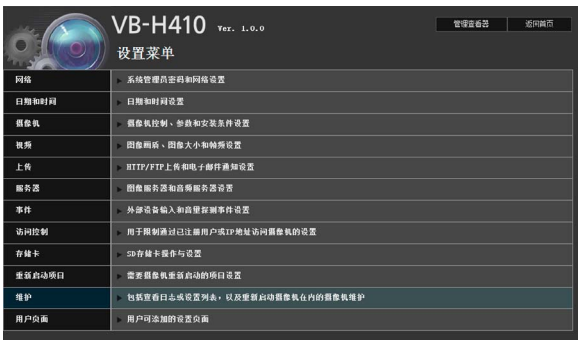 VB-H410 Ver. 1.0.0
管理查看器 返回首页
设置菜单
网络 系统管理员密码和网络设置
日期和时间 日期和时间设置
摄像机 摄像机控制、参数和安装条件设置
视频 图像画质、图像大小和帧频设置
上传 HTTP/FTP上传和电子邮件通知设置
服务器 图像服务器和音频服务器设置
事件 外部设备输入和音量探测事件设置
访问控制 用于限制通过已注册用户或IP地址访问摄像机的设置
存储卡 SD存储卡操作与设置
重新启动项目 需要摄像机重新启动的项目设置
维护 包括查看日志或设置列表，以及重新启动摄像机在内的摄像机维护
用户页面 用户可添加的设置页面